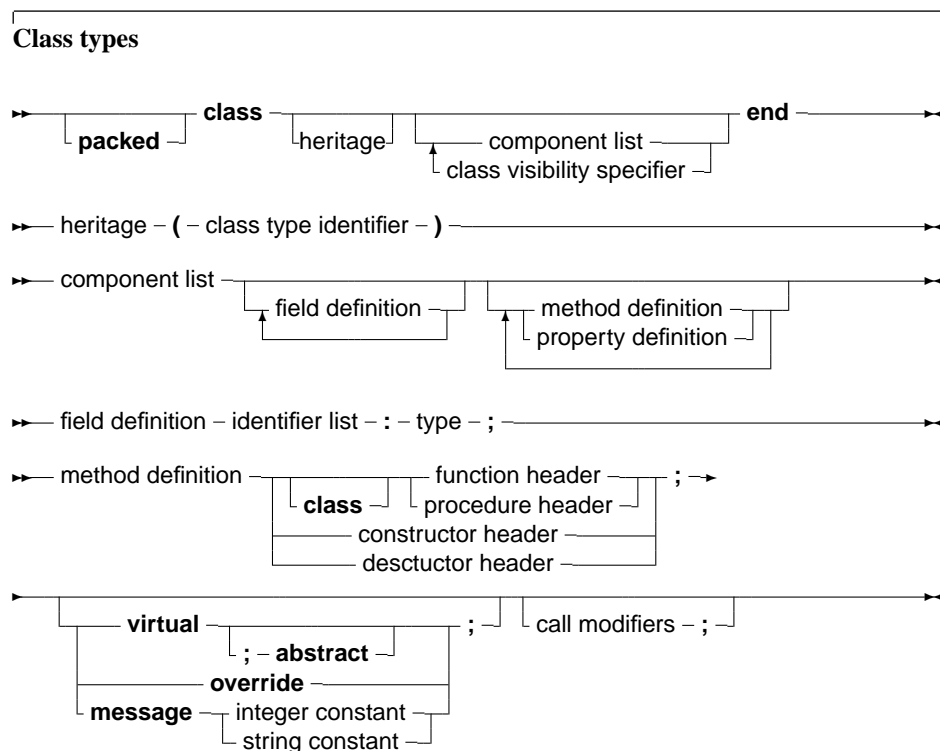 Class types
class heritage component list end
packed class visibility specifier
heritage ( class type identifier )
component list field definition method definition
property definition
field definition identifier list : type ;
method definition class function header ;
procedure header
constructor header
desctuctor header
virtual ; abstract ; call modifiers ;
override
message integer constant
string constant